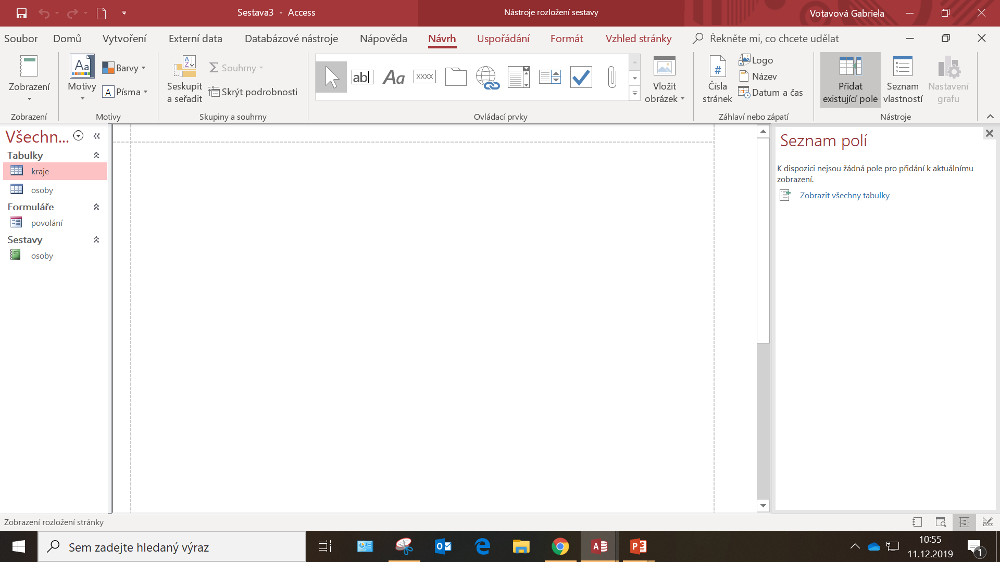 Sestava3 - Access
Nástroje rozložení sestavy
Votavová Gabriela
Soubor Domů Vytvoření Externí data Databázové nástroje Nápověda Návrh Uspořádání Formát Vzhled stránky Řekněte mi, co chcete udělat
Zobrazení
Zobrazení
Aa
Motivy
Barvy
A Písma
Motivy
A
Z
Seskupit
a seřadit
Souhrny
Skrýt podrobnosti
Skupiny a souhrny
ab Aa XXXX
Vložit
obrázek
Ovládací prvky
#
Čísla
stránek
Logo
Název
Datum a čas
Záhlaví nebo zápatí
Přidat
existující pole
Seznam
vlastností
Nastavení
grafu
Nástroje
Všechn...
Tabulky
kraje
osoby
Formuláře
povolání
Sestavy
osoby
Seznam polí
K dispozici nejsou žádná pole pro přidání k aktuálnímu
zobrazení.
Zobrazit všechny tabulky
Zobrazení rozložení stránky
Sem zadejte hledaný výraz
10:55
11.12.2019
1